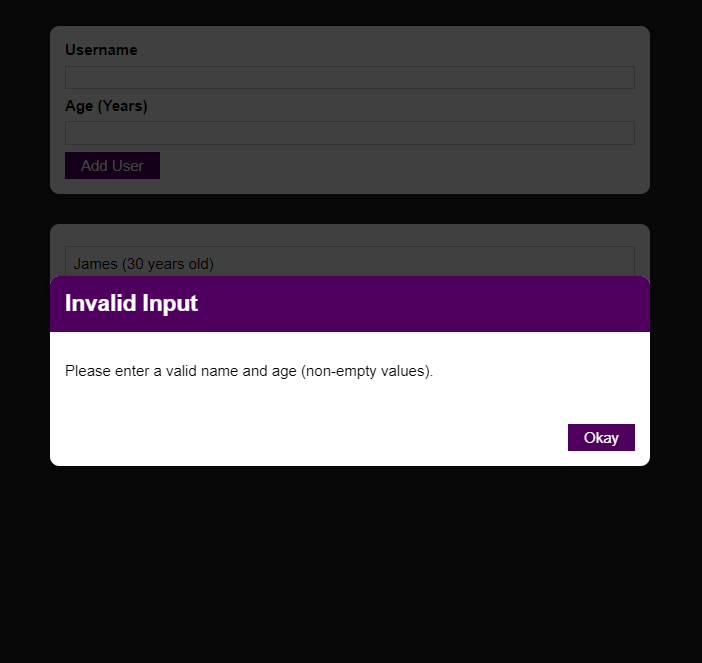 Username
Age (Years)
Add User
James (30 years old)
Invalid Input
Please enter a valid name and age (non-empty values).
Okay